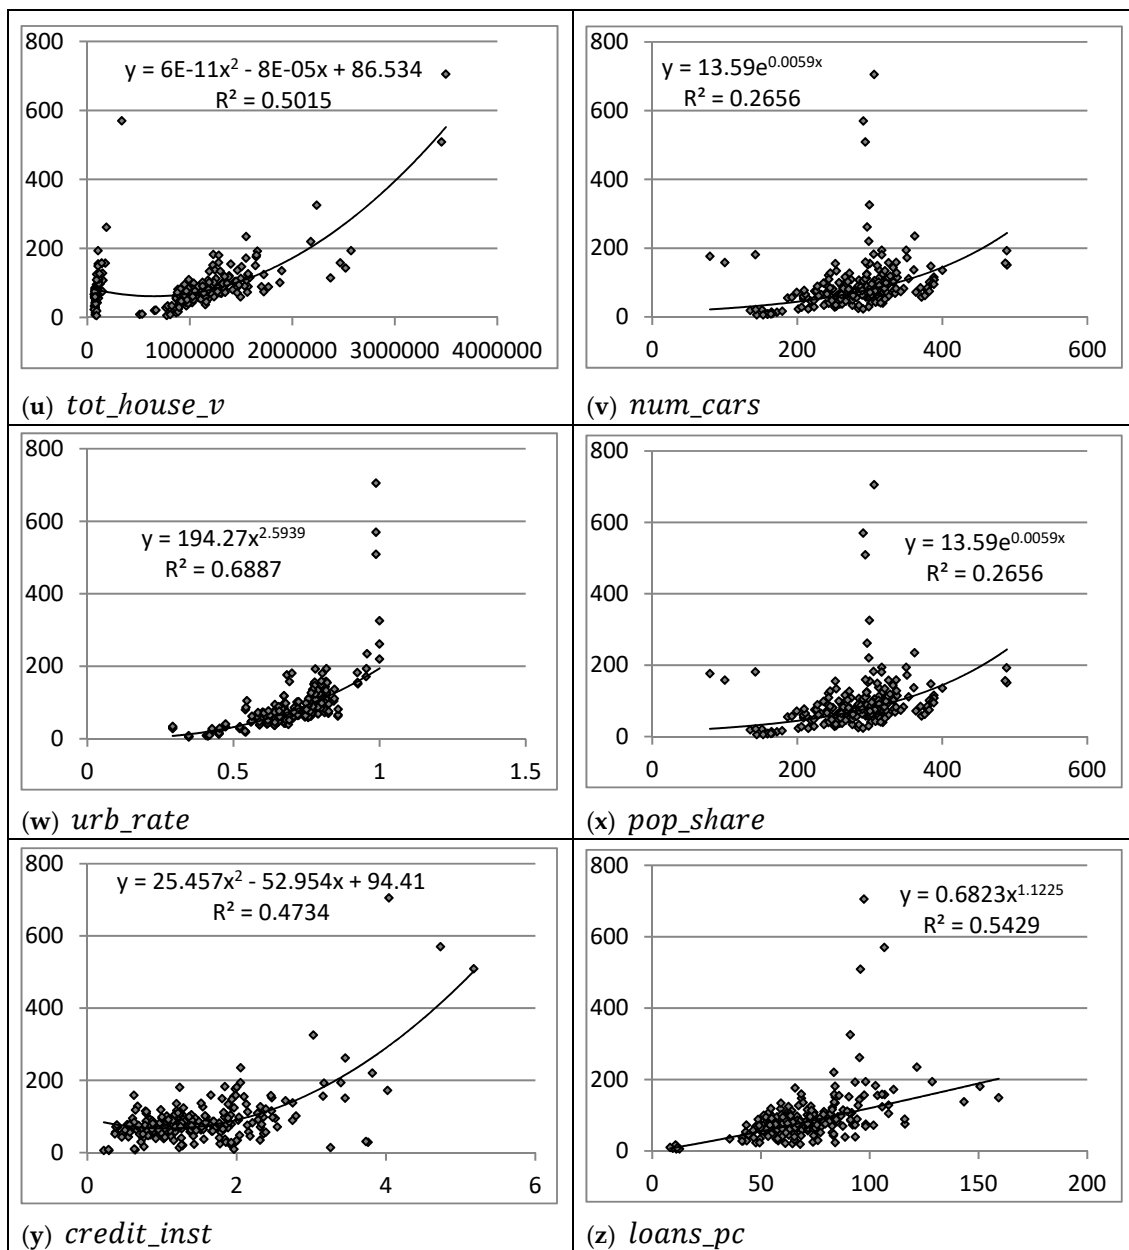 800
y = 6E-11x² - 8E-05x + 86.534
R² = 0.5015
600
400
200
0
0 1000000 2000000 3000000 4000000
(u) tot_house_v
800
y = 13.59e^0.0059x
R² = 0.2656
600
400
200
0
0 200 400 600
(v) num_cars
800
600
y = 194.27x^2.5939
R² = 0.6887
400
200
0
0 0.5 1 1.5
(w) urb_rate
800
600
y = 13.59e^0.0059x
R² = 0.2656
400
200
0
0 200 400 600
(x) pop_share
800
y = 25.457x² - 52.954x + 94.41
R² = 0.4734
600
400
200
0
0 2 4 6
(y) credit_inst
800
y = 0.6823x^1.1225
R² = 0.5429
600
400
200
0
0 50 100 150 200
(z) loans_pc